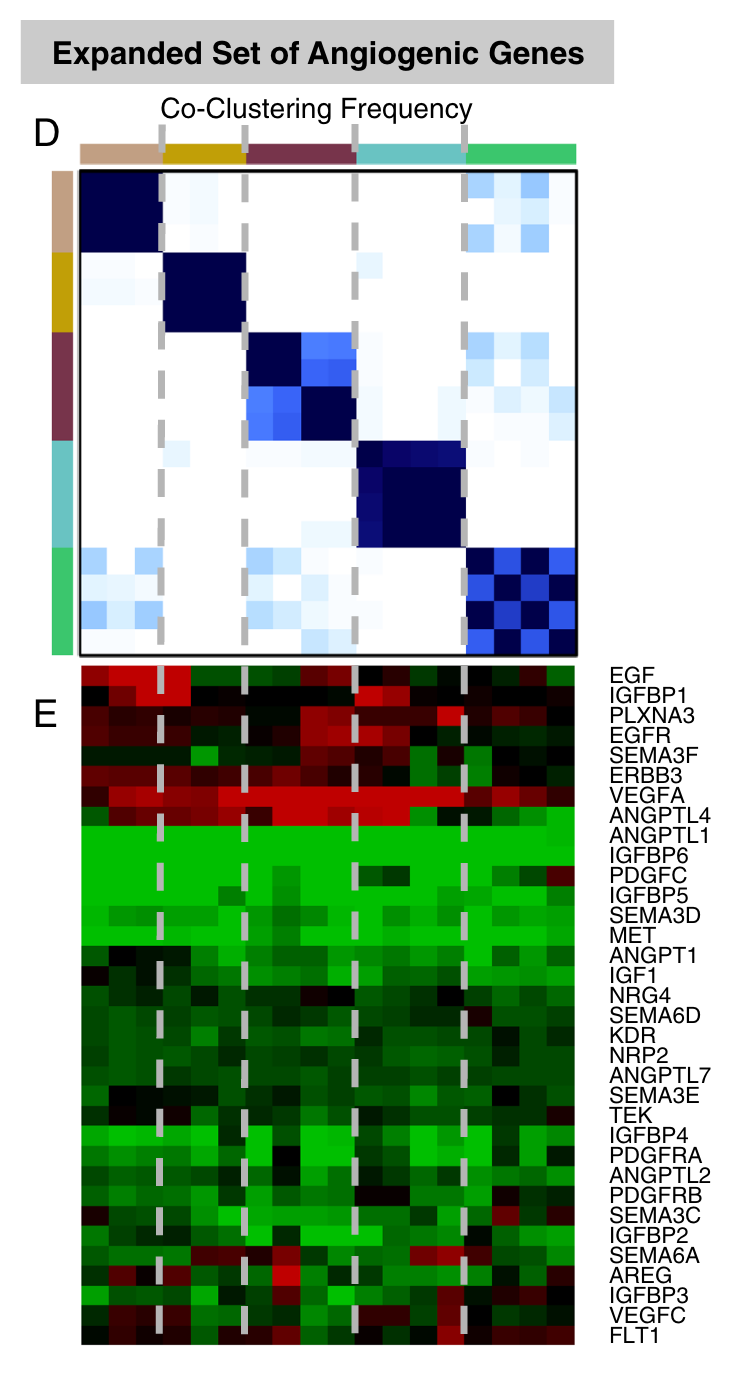 Expanded Set of Angiogenic Genes
Co-Clustering Frequency
D
E
EGF
IGFBP1
PLXNA3
EGFR
SEMA3F
ERBB3
VEGFA
ANGPTL4
ANGPTL1
IGFBP6
PDGFC
IGFBP5
SEMA3D
MET
ANGPT1
IGF1
NRG4
SEMA6D
KDR
NRP2
ANGPTL7
SEMA3E
TEK
IGFBP4
PDGFRA
ANGPTL2
PDGFRB
SEMA3C
IGFBP2
SEMA6A
AREG
IGFBP3
VEGFC
FLT1